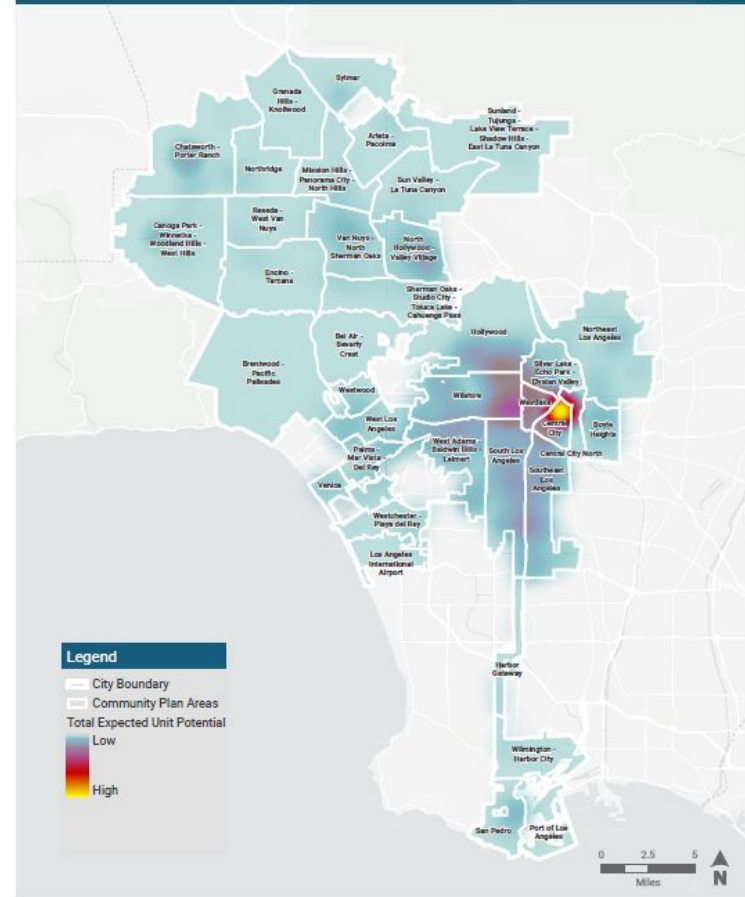 Sylmar
Granada
Hills -
Knollwood
Sunland -
Tujunga -
Lake View Terrace -
Shadow Hills -
East La Tuna Canyon
Arleta -
Pacoima
Chatsworth -
Porter Ranch
Northridge
Mission Hills -
Panorama City -
North Hills
Sun Valley -
La Tuna Canyon
Canoga Park -
Winnetka -
Woodland Hills -
West Hills
Reseda -
West Van
Nuys
Van Nuys -
North
Sherman Oaks
North
Hollywood -
Valley Village
Encino -
Tarzana
Sherman Oaks -
Studio City -
Toluca Lake -
Cahuenga Pass
Hollywood
Northeast
Los Angeles
Bel Air -
Beverly
Crest
Brentwood -
Pacific
Palisades
Silver Lake -
Echo Park -
Elysian Valley
Westwood
Wilshire
Westlake
West Los
Angeles
Central
City
Boyle
Heights
Palms -
Mar Vista -
Del Rey
West Adams -
Baldwin Hills -
Leimert
South Los
Angeles
Central City North
Southeast
Los
Angeles
Venice
Westchester -
Playa del Rey
Los Angeles
International
Airport
Harbor
Gateway
Wilmington -
Harbor City
San Pedro
Port of Los
Angeles
Legend
City Boundary
Community Plan Areas
Total Expected Unit Potential
Low
High
0 2.5 5
Miles
N